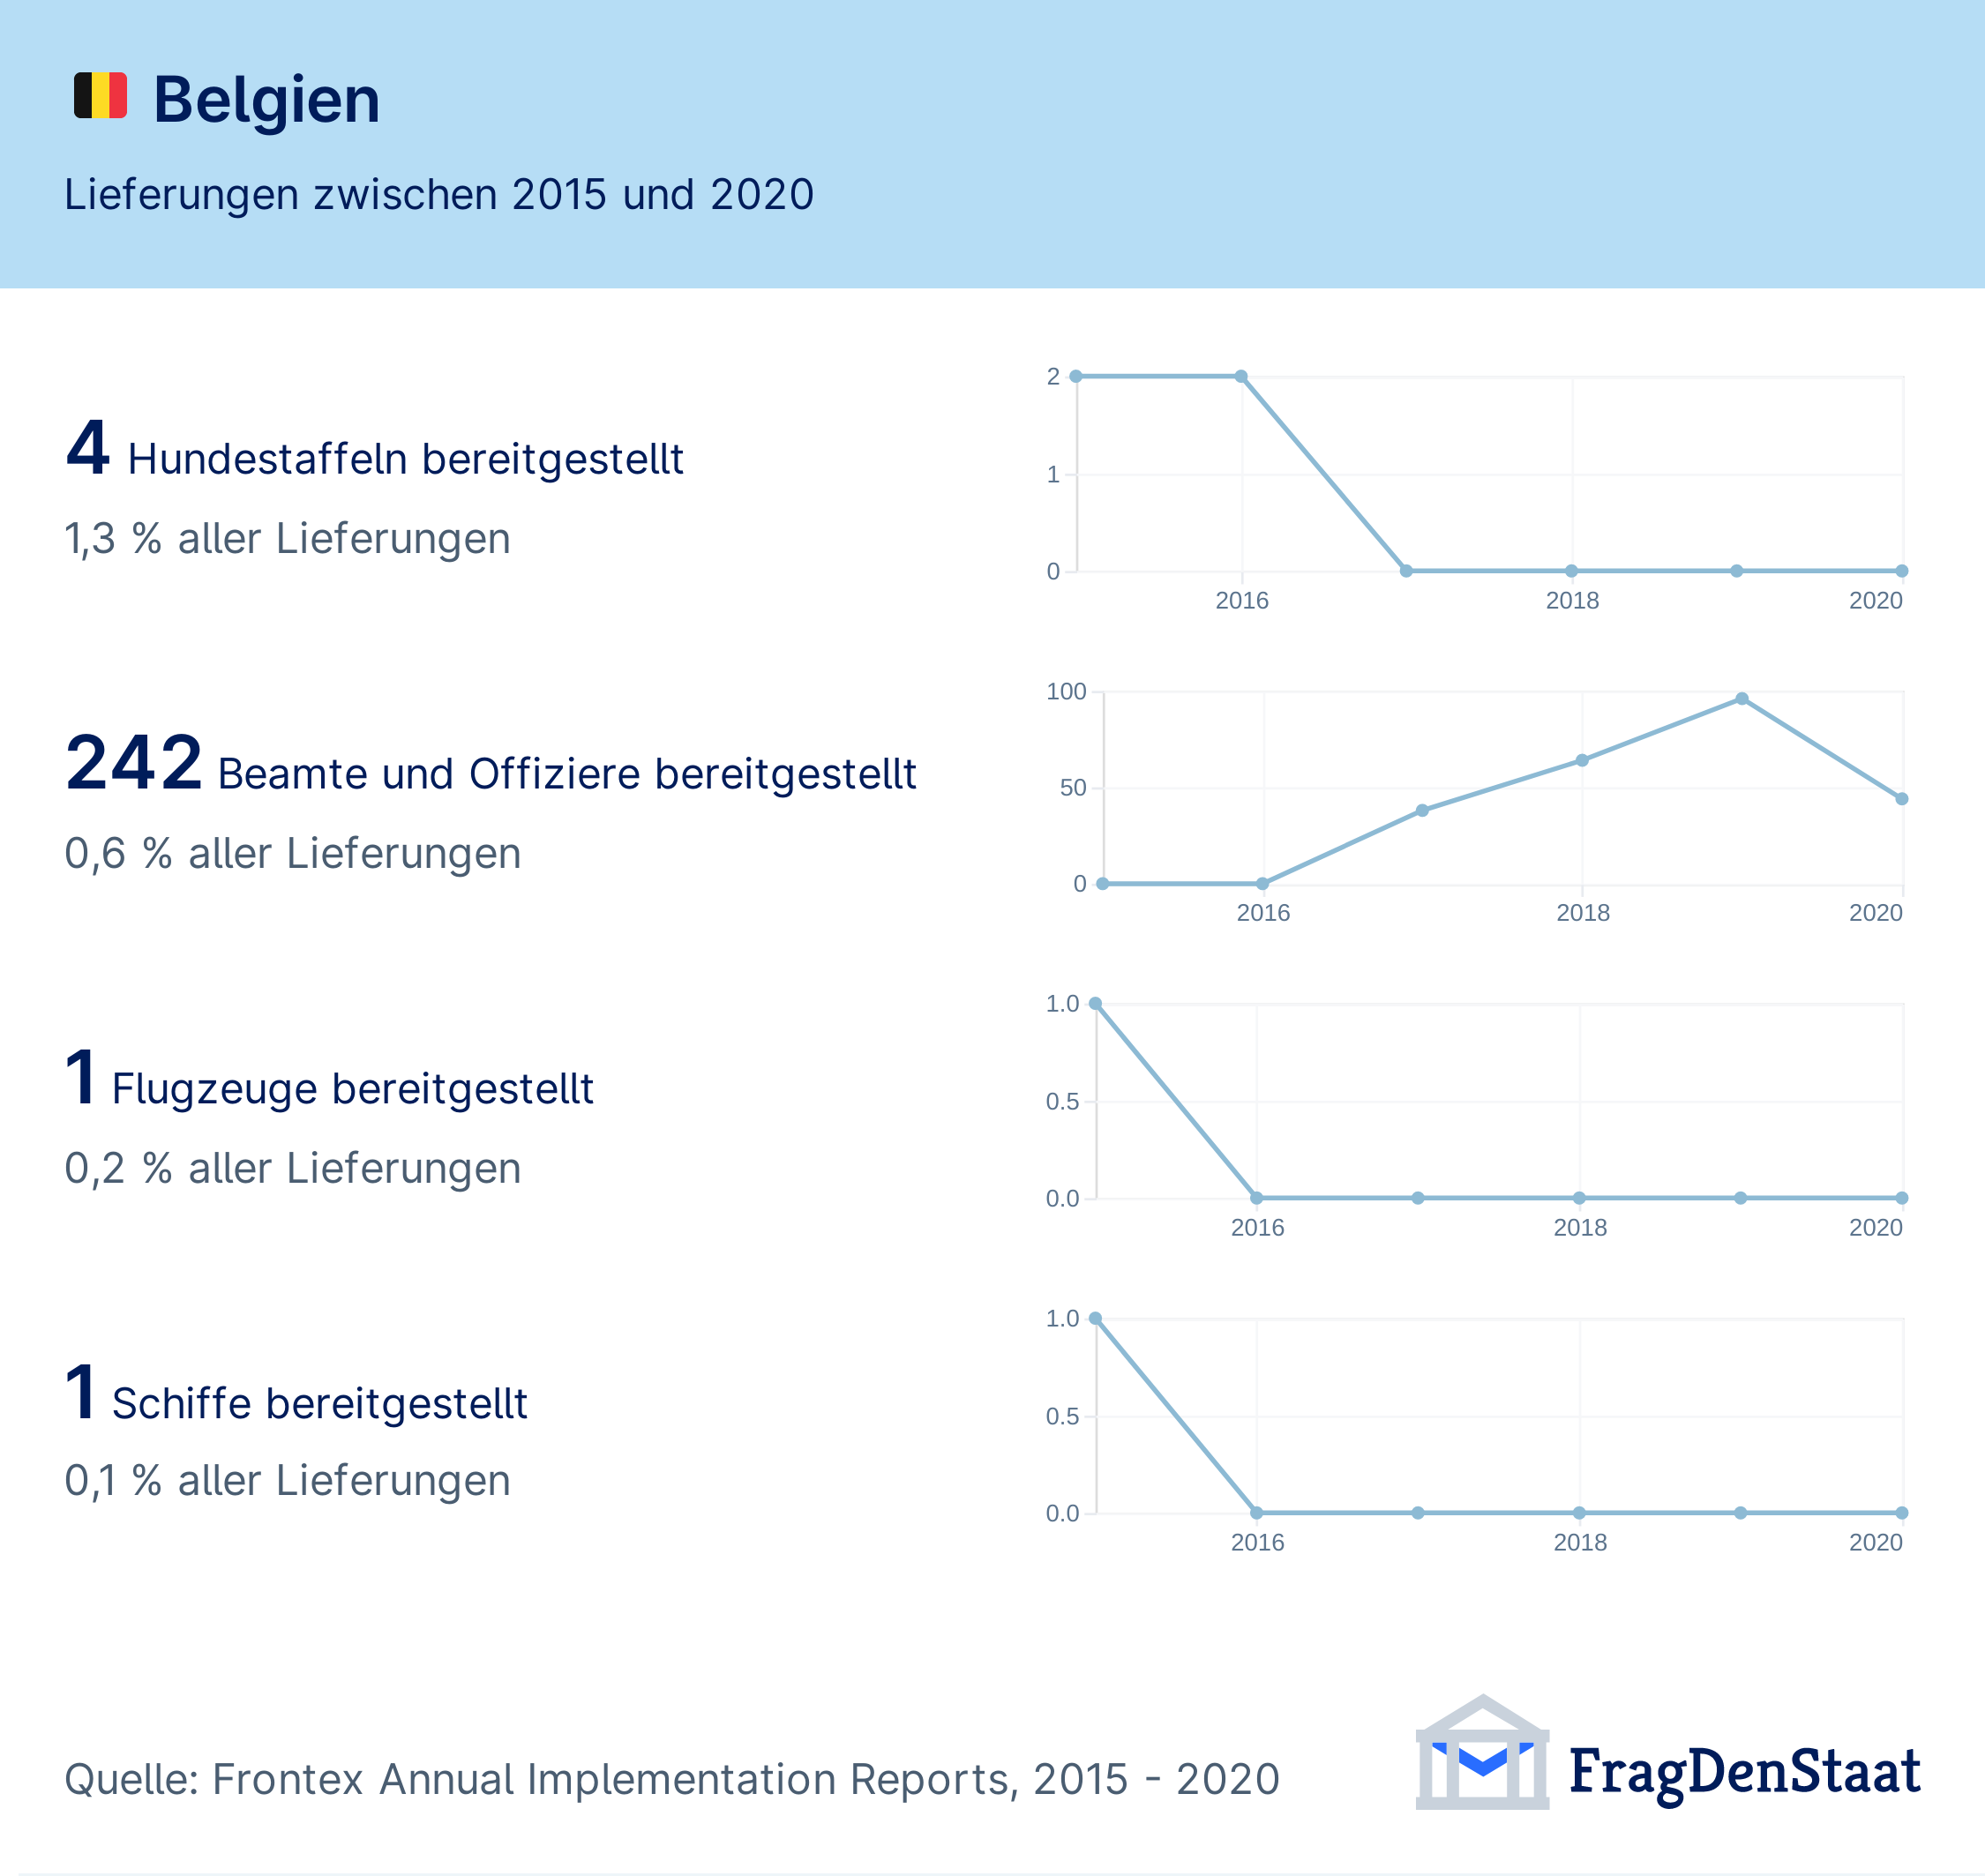 Belgien
Lieferungen zwischen 2015 und 2020
4 Hundestaffeln bereitgestellt
1,3 % aller Lieferungen
2
1
0
2016 2018 2020
242 Beamte und Offiziere bereitgestellt
0,6 % aller Lieferungen
100
50
0
2016 2018 2020
1 Flugzeuge bereitgestellt
0,2 % aller Lieferungen
1.0
0.5
0.0
2016 2018 2020
1 Schiffe bereitgestellt
0,1 % aller Lieferungen
1.0
0.5
0.0
2016 2018 2020
Quelle: Frontex Annual Implementation Reports, 2015 - 2020
FragDenStaat